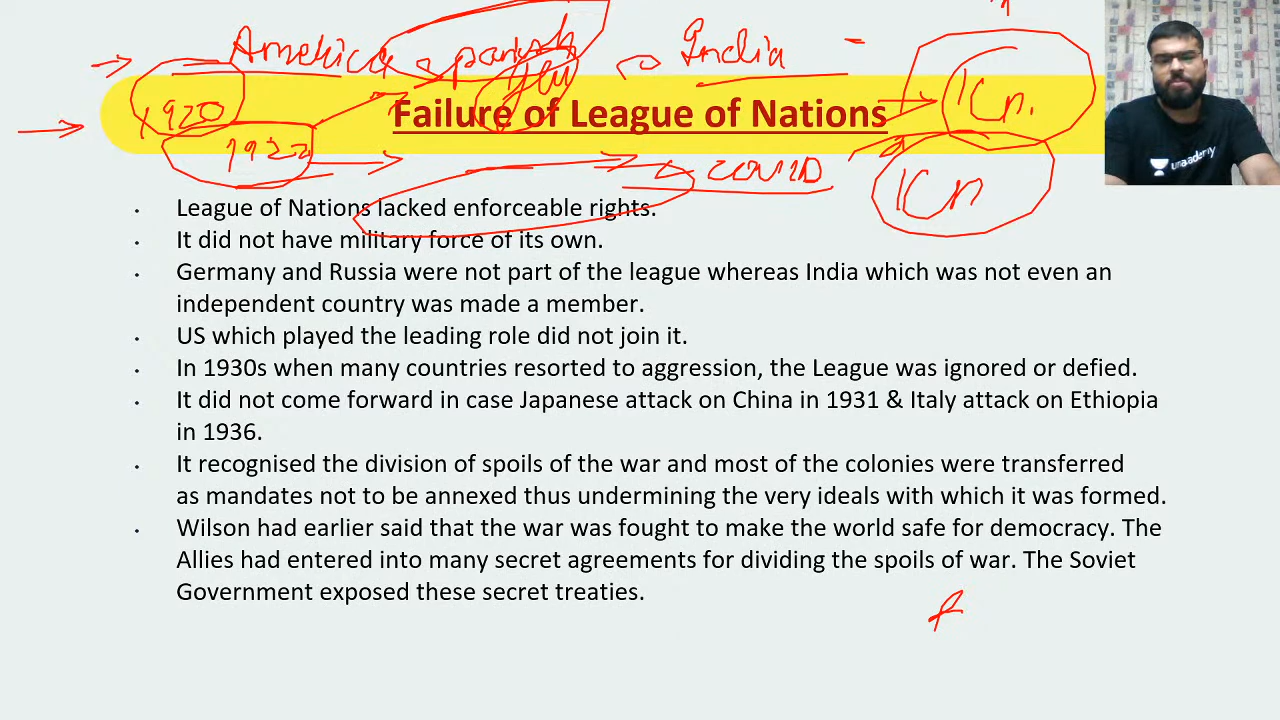 America spanish India
flu
1920
Failure of League of Nations
1922
COVID
• League of Nations lacked enforceable rights.
• It did not have military force of its own.
• Germany and Russia were not part of the league whereas India which was not even an
independent country was made a member.
• US which played the leading role did not join it.
• In 1930s when many countries resorted to aggression, the League was ignored or defied.
• It did not come forward in case Japanese attack on China in 1931 & Italy attack on Ethiopia
in 1936.
• It recognised the division of spoils of the war and most of the colonies were transferred
as mandates not to be annexed thus undermining the very ideals with which it was formed.
• Wilson had earlier said that the war was fought to make the world safe for democracy. The
Allies had entered into many secret agreements for dividing the spoils of war. The Soviet
Government exposed these secret treaties.
unacademy